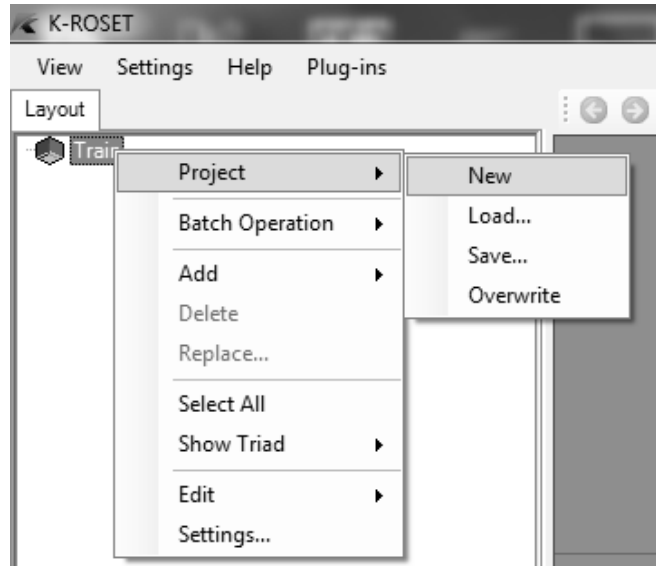 K-ROSET
View Settings Help Plug-ins
Layout
Train
Project
New
Batch Operation
Load...
Save...
Add
Overwrite
Delete
Replace...
Select All
Show Triad
Edit
Settings...